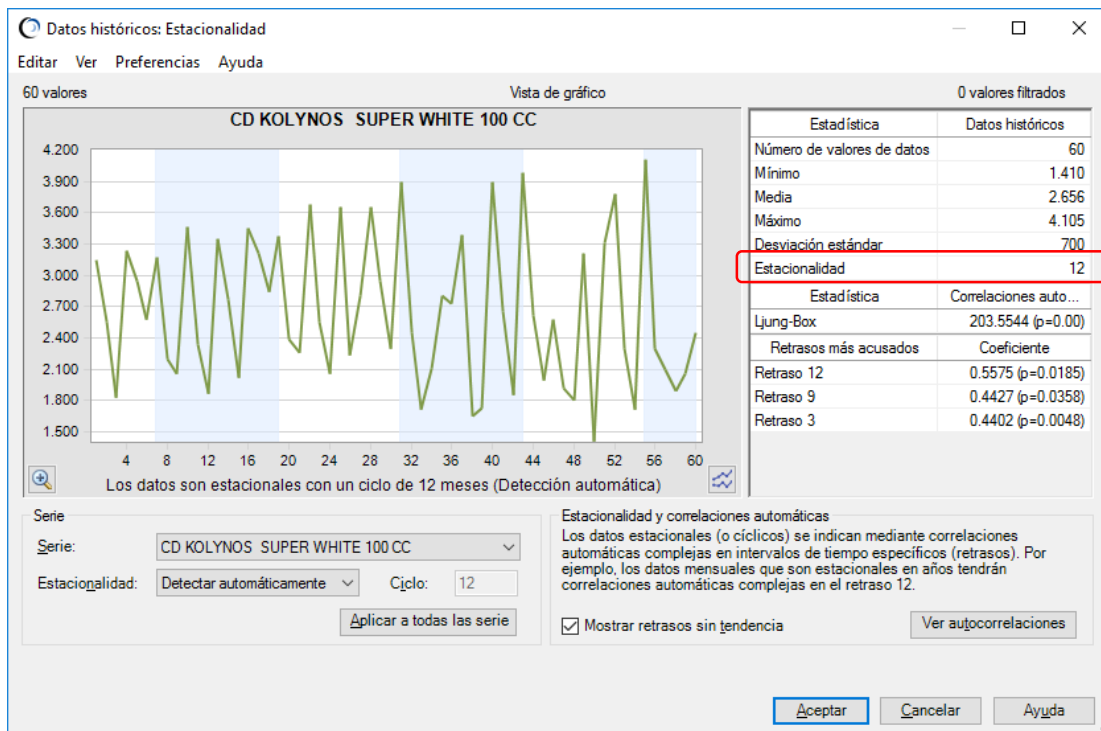 Datos históricos: Estacionalidad
Editar Ver Preferencias Ayuda
60 valores Vista de gráfico 0 valores filtrados
CD KOLYNOS SUPER WHITE 100 CC
4.200
3.900
3.600
3.300
3.000
2.700
2.400
2.100
1.800
1.500
4 8 12 16 20 24 28 32 36 40 44 48 52 56 60
Los datos son estacionales con un ciclo de 12 meses (Detección automática)
Estadística Datos históricos
Número de valores de datos 60
Mínimo 1.410
Media 2.656
Máximo 4.105
Desviación estándar 700
Estacionalidad 12
Estadística Correlaciones auto...
Ljung-Box 203.5544 (p=0.00)
Retrasos más acusados Coeficiente
Retraso 12 0.5575 (p=0.0185)
Retraso 9 0.4427 (p=0.0358)
Retraso 3 0.4402 (p=0.0048)
Serie
Serie: CD KOLYNOS SUPER WHITE 100 CC
Estacionalidad: Detectar automáticamente Ciclo: 12
Aplicar a todas las serie
Estacionalidad y correlaciones automáticas
Los datos estacionales (o cíclicos) se indican mediante correlaciones
automáticas complejas en intervalos de tiempo específicos (retrasos). Por
ejemplo, los datos mensuales que son estacionales en años tendrán
correlaciones automáticas complejas en el retraso 12.
Mostrar retrasos sin tendencia Ver autocorrelaciones
Aceptar Cancelar Ayuda